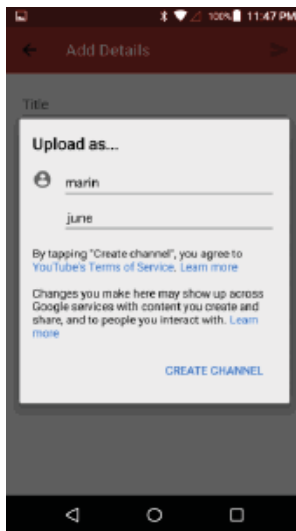 100% 11:47 PM
Add Details
Title
Upload as...
marin
june
By tapping "Create channel", you agree to
YouTube's Terms of Service. Learn more
Changes you make here may show up across
Google services with content you create and
share, and to people you interact with. Learn
more
CREATE CHANNEL